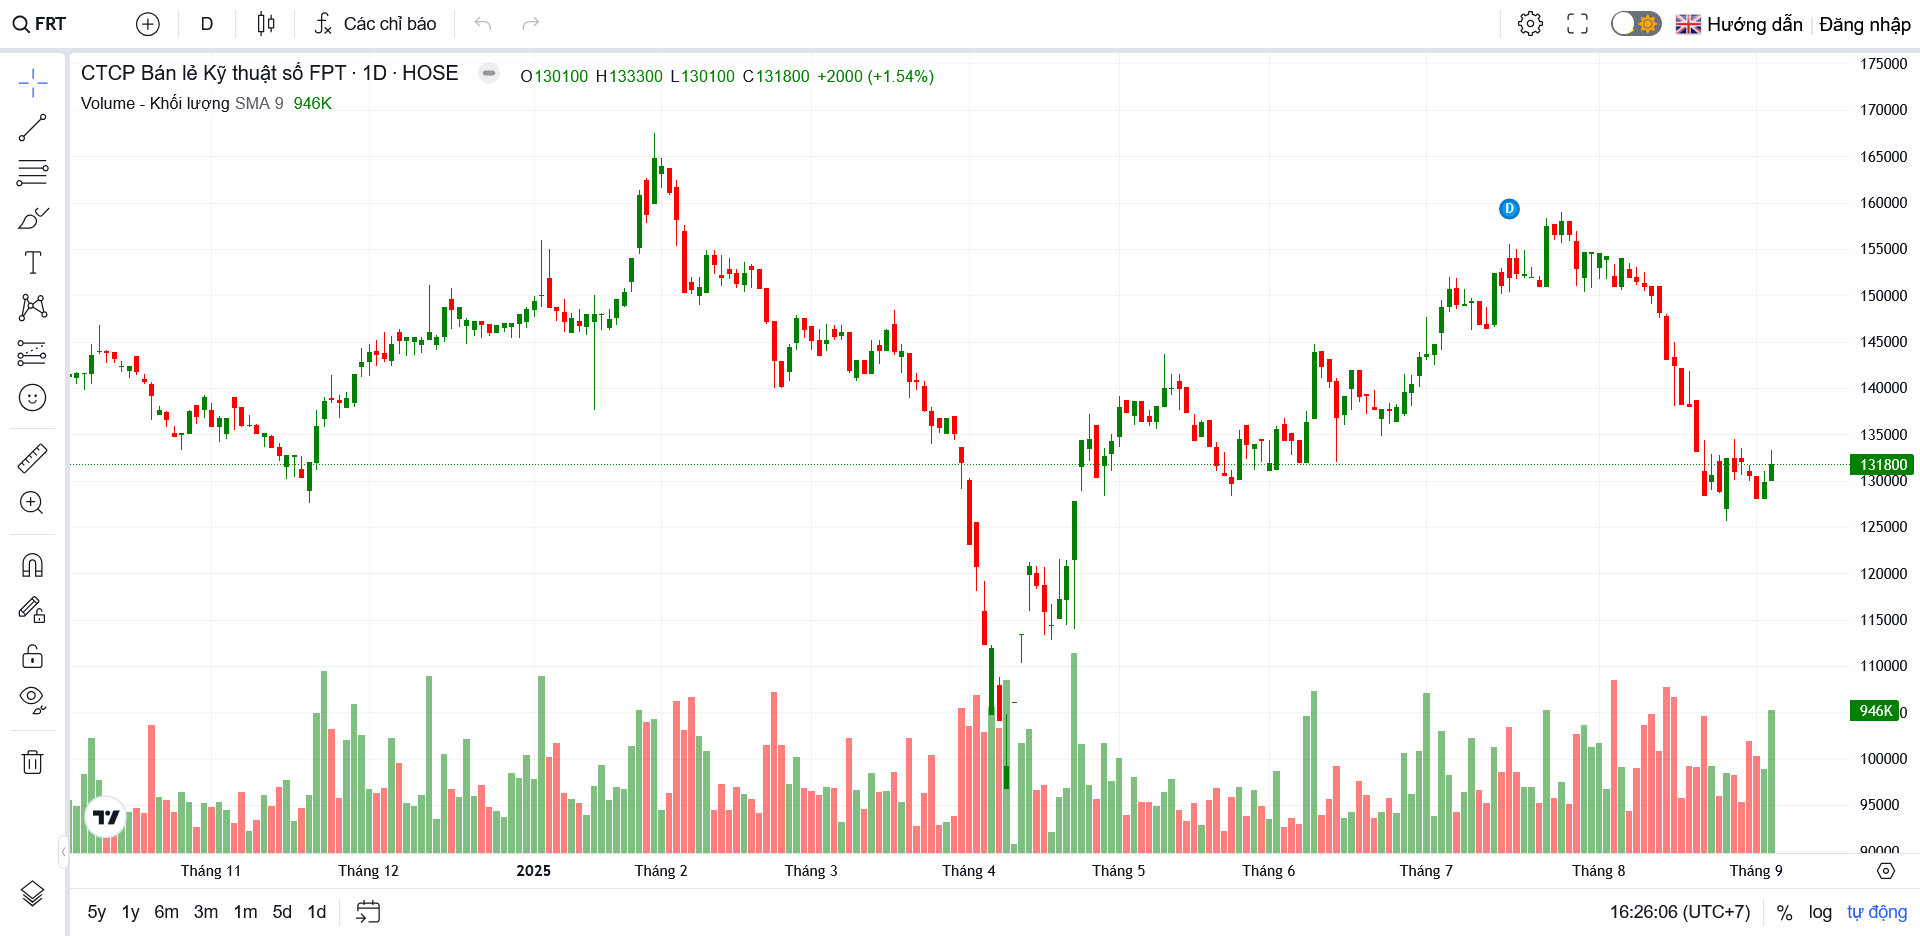 FRT D Các chỉ báo Hướng dẫn Đăng nhập
CTCP Bán lẻ Kỹ thuật số FPT · 1D · HOSE O130100 H133300 L130100 C131800 +2000 (+1.54%)
Volume - Khối lượng SMA 9 946K
175000
170000
165000
160000
D
155000
150000
145000
140000
135000
131800
130000
125000
120000
115000
110000
946K
100000
95000
90000
Tháng 11 Tháng 12 2025 Tháng 2 Tháng 3 Tháng 4 Tháng 5 Tháng 6 Tháng 7 Tháng 8 Tháng 9
5y 1y 6m 3m 1m 5d 1d 16:26:06 (UTC+7) % log tự động